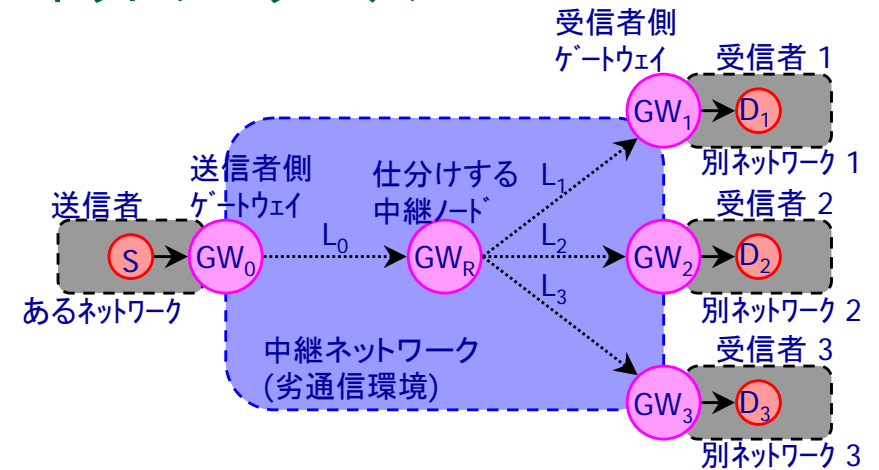 受信者側
ゲートウェイ
受信者 1
GW1
D1
別ネットワーク 1
送信者側
ゲートウェイ
仕分けする
中継ノード
L1
受信者 2
送信者
S
GW0
L0
GWR
L2
GW2
D2
あるネットワーク
L3
別ネットワーク 2
中継ネットワーク
(劣通信環境)
受信者 3
GW3
D3
別ネットワーク 3